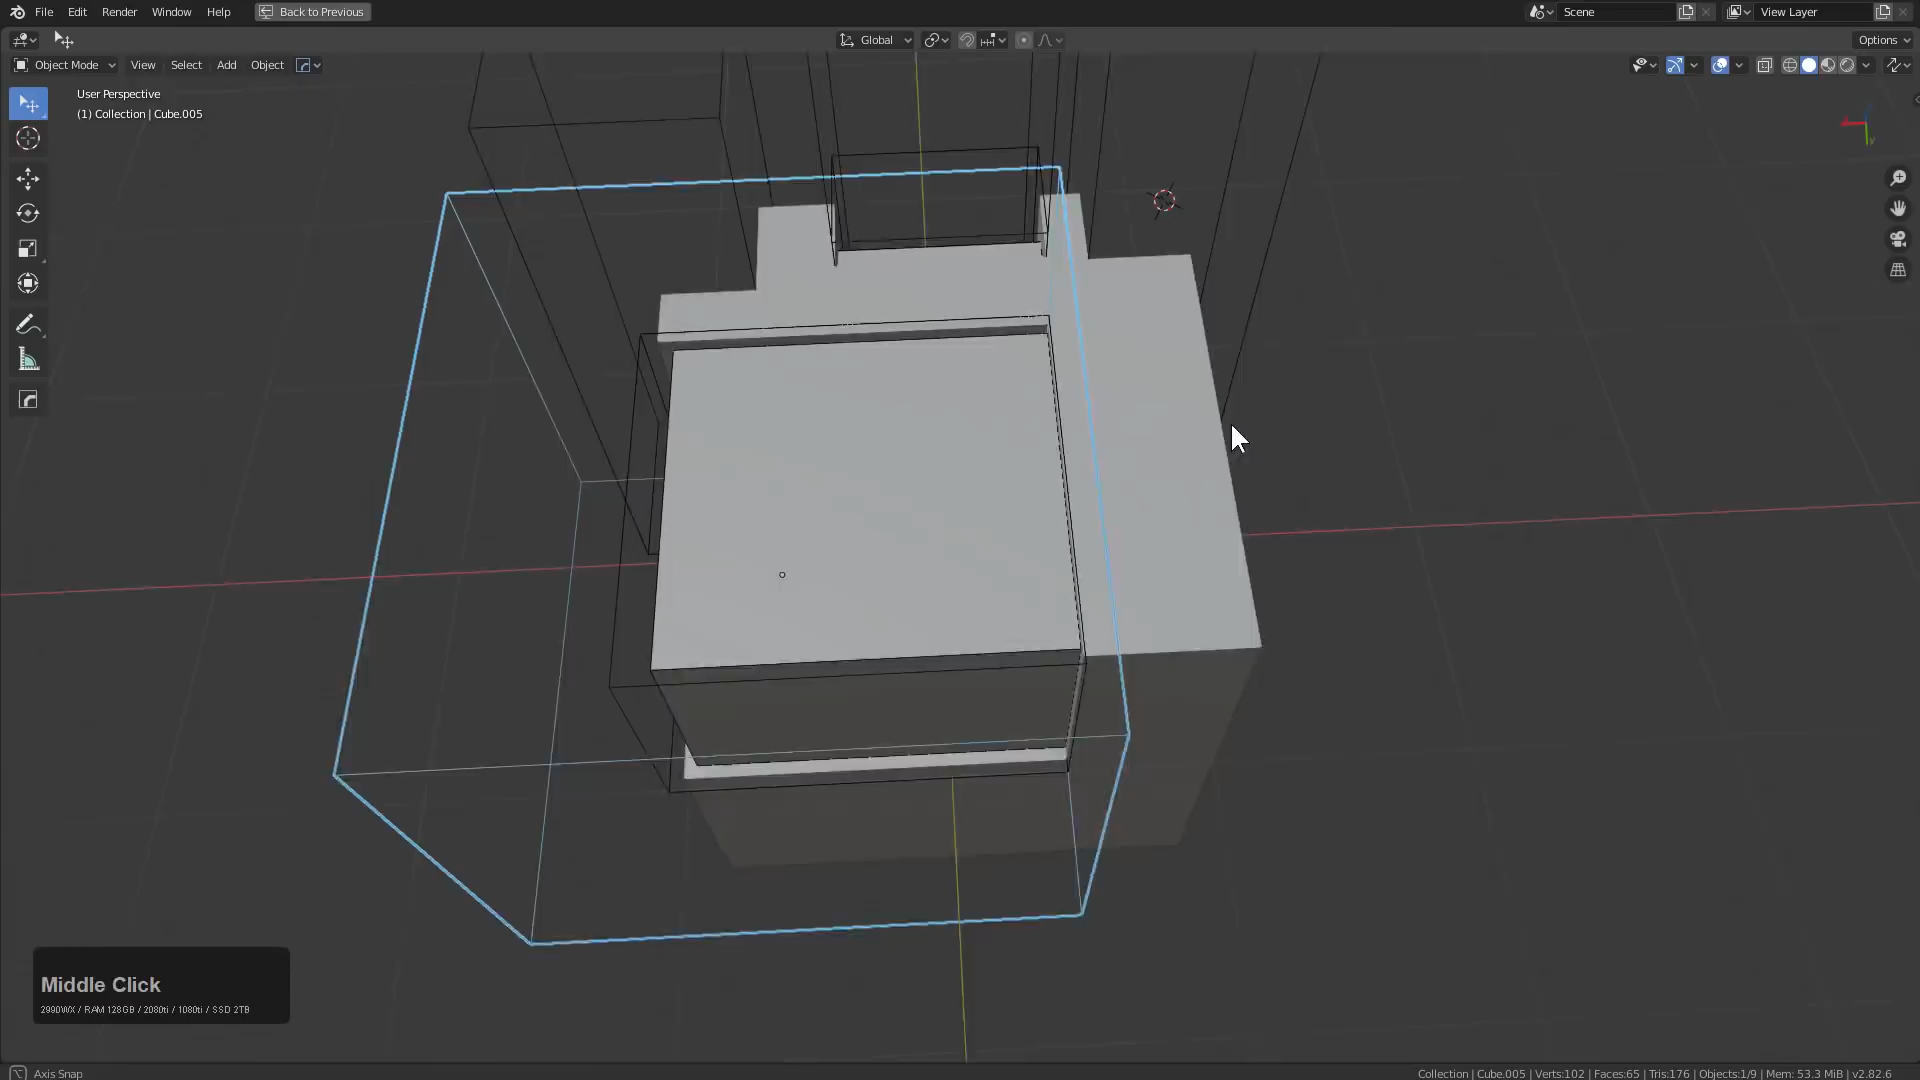 File Edit Render Window Help Back to Previous Scene View Layer
Global Options
Object Mode View Select Add Object
User Perspective
(1) Collection | Cube.005
Middle Click
2990WX / RAM 128GB / 2080ti / 1080ti / SSD 2TB
Axis Snap Collection | Cube.005 | Verts:102 | Faces:65 | Tris:176 | Objects:1/9 | Mem: 53.3 MiB | v2.82.6